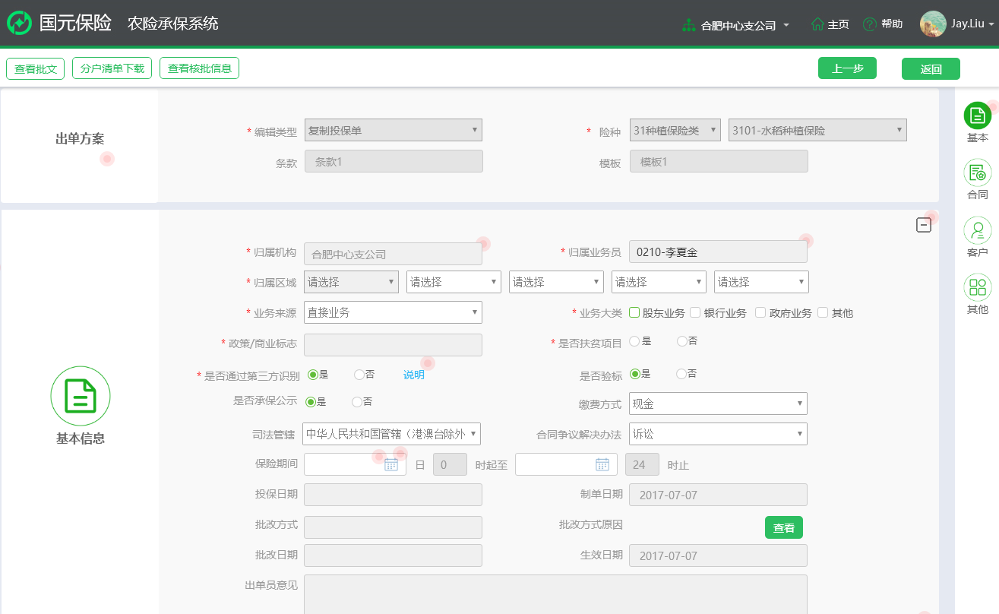 国元保险 农险承保系统 合肥中心支公司 主页 帮助 Jay.Liu
查看批文 分户清单下载 查看核批信息 上一步 返回
出单方案
* 编辑类型 复制投保单 * 险种 31种植保险类 3101-水稻种植保险
条款 条款1 模板 模板1
基本
合同
客户
其他
* 归属机构 合肥中心支公司 * 归属业务员 0210-李夏金
* 归属区域 请选择 请选择 请选择 请选择 请选择
* 业务来源 直接业务 * 业务大类 股东业务 银行业务 政府业务 其他
* 政策/商业标志 * 是否扶贫项目 是 否
* 是否通过第三方识别 是 否 说明 是否验标 是 否
是否承保公示 是 否 缴费方式 现金
基本信息
司法管辖 中华人民共和国管辖（港澳台除外 合同争议解决办法 诉讼
保险期间 日 0 时起至 24 时止
投保日期 制单日期 2017-07-07
批改方式 批改方式原因 查看
批改日期 生效日期 2017-07-07
出单员意见